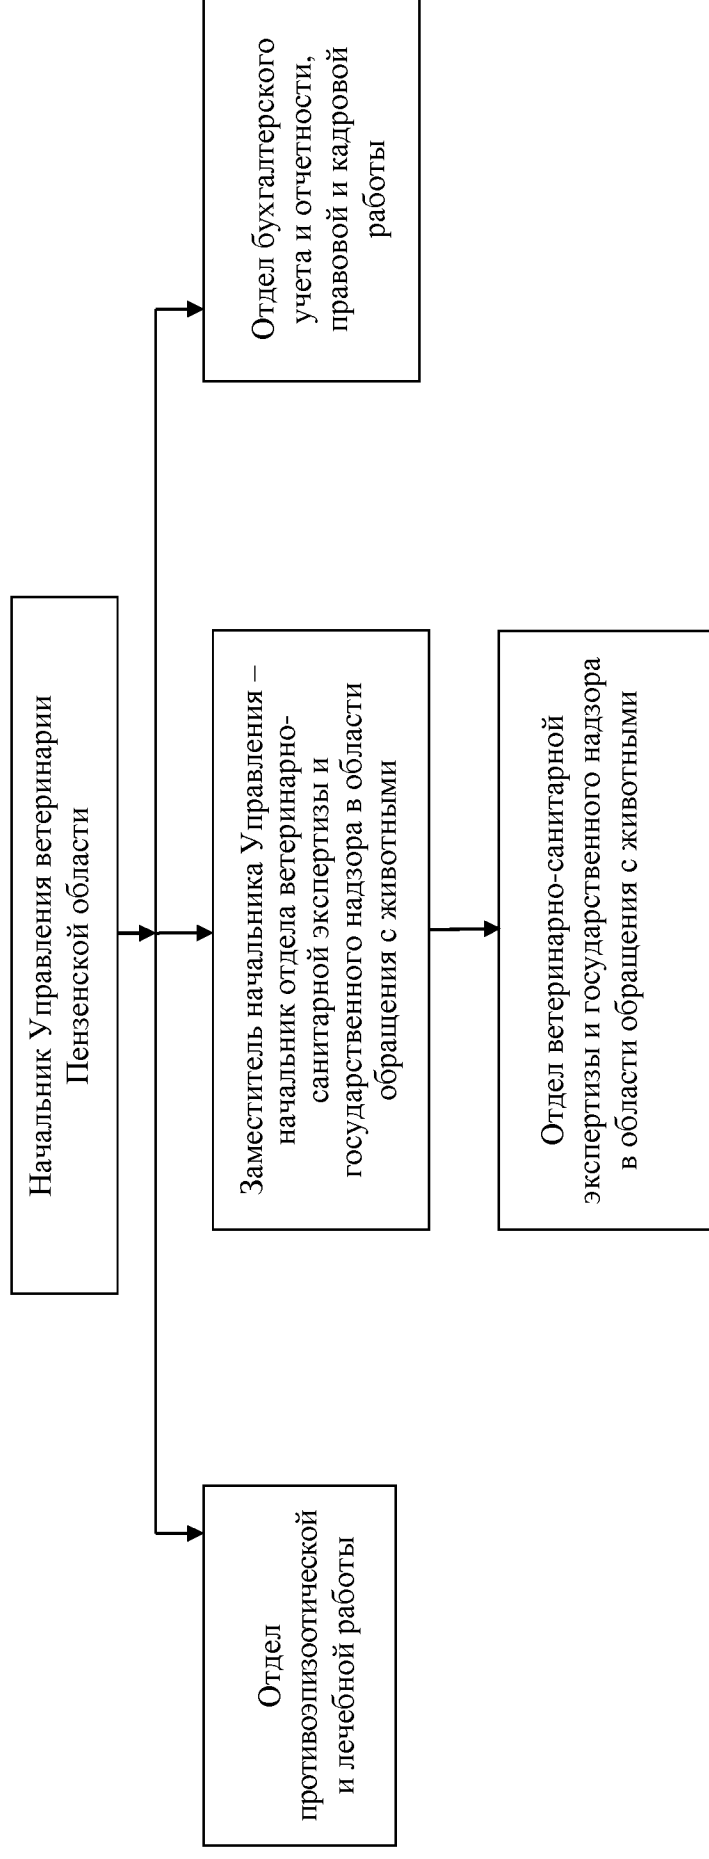 Начальник Управления ветеринарии
Пензенской области
Отдел
противоэпизоотической
и лечебной работы
Заместитель начальника Управления –
начальник отдела ветеринарно-
санитарной экспертизы и
государственного надзора в области
обращения с животными
Отдел бухгалтерского
учета и отчетности,
правовой и кадровой
работы
Отдел ветеринарно-санитарной
экспертизы и государственного надзора
в области обращения с животными